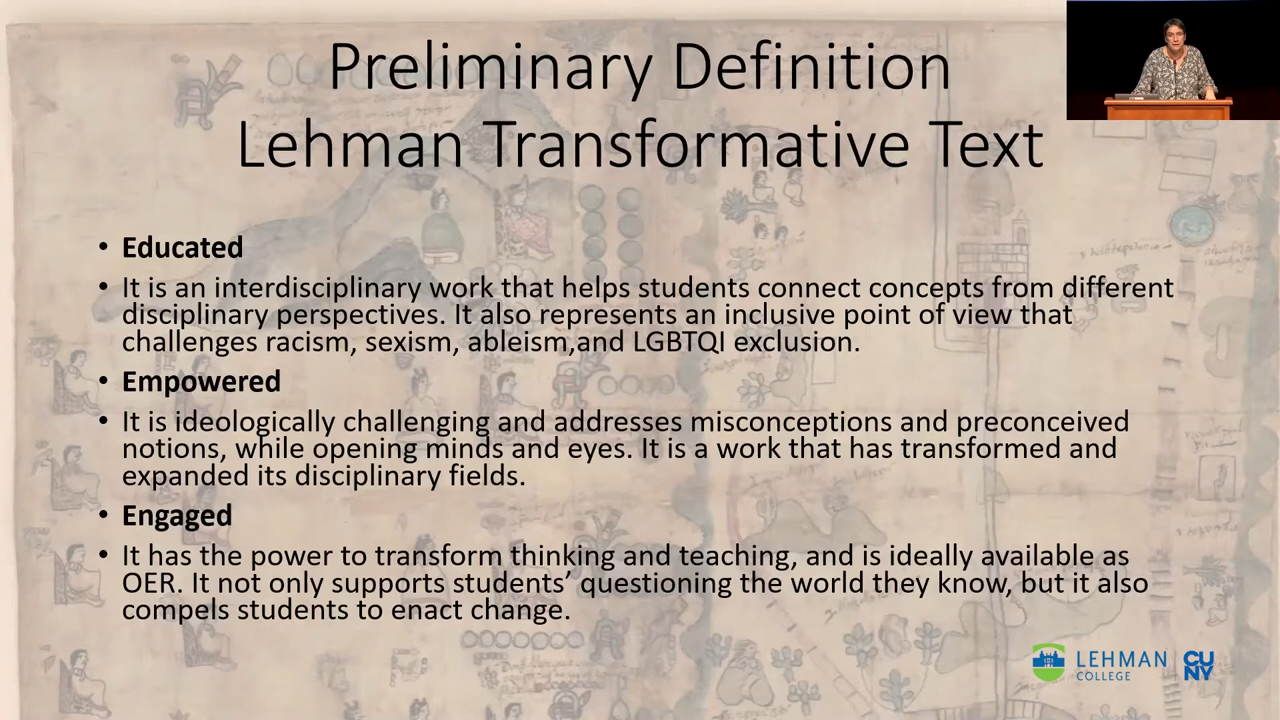 Preliminary Definition
Lehman Transformative Text
• Educated
• It is an interdisciplinary work that helps students connect concepts from different
disciplinary perspectives. It also represents an inclusive point of view that
challenges racism, sexism, ableism,and LGBTQI exclusion.
• Empowered
• It is ideologically challenging and addresses misconceptions and preconceived
notions, while opening minds and eyes. It is a work that has transformed and
expanded its disciplinary fields.
• Engaged
• It has the power to transform thinking and teaching, and is ideally available as
OER. It not only supports students’ questioning the world they know, but it also
compels students to enact change.
LEHMAN
COLLEGE
CU
NY